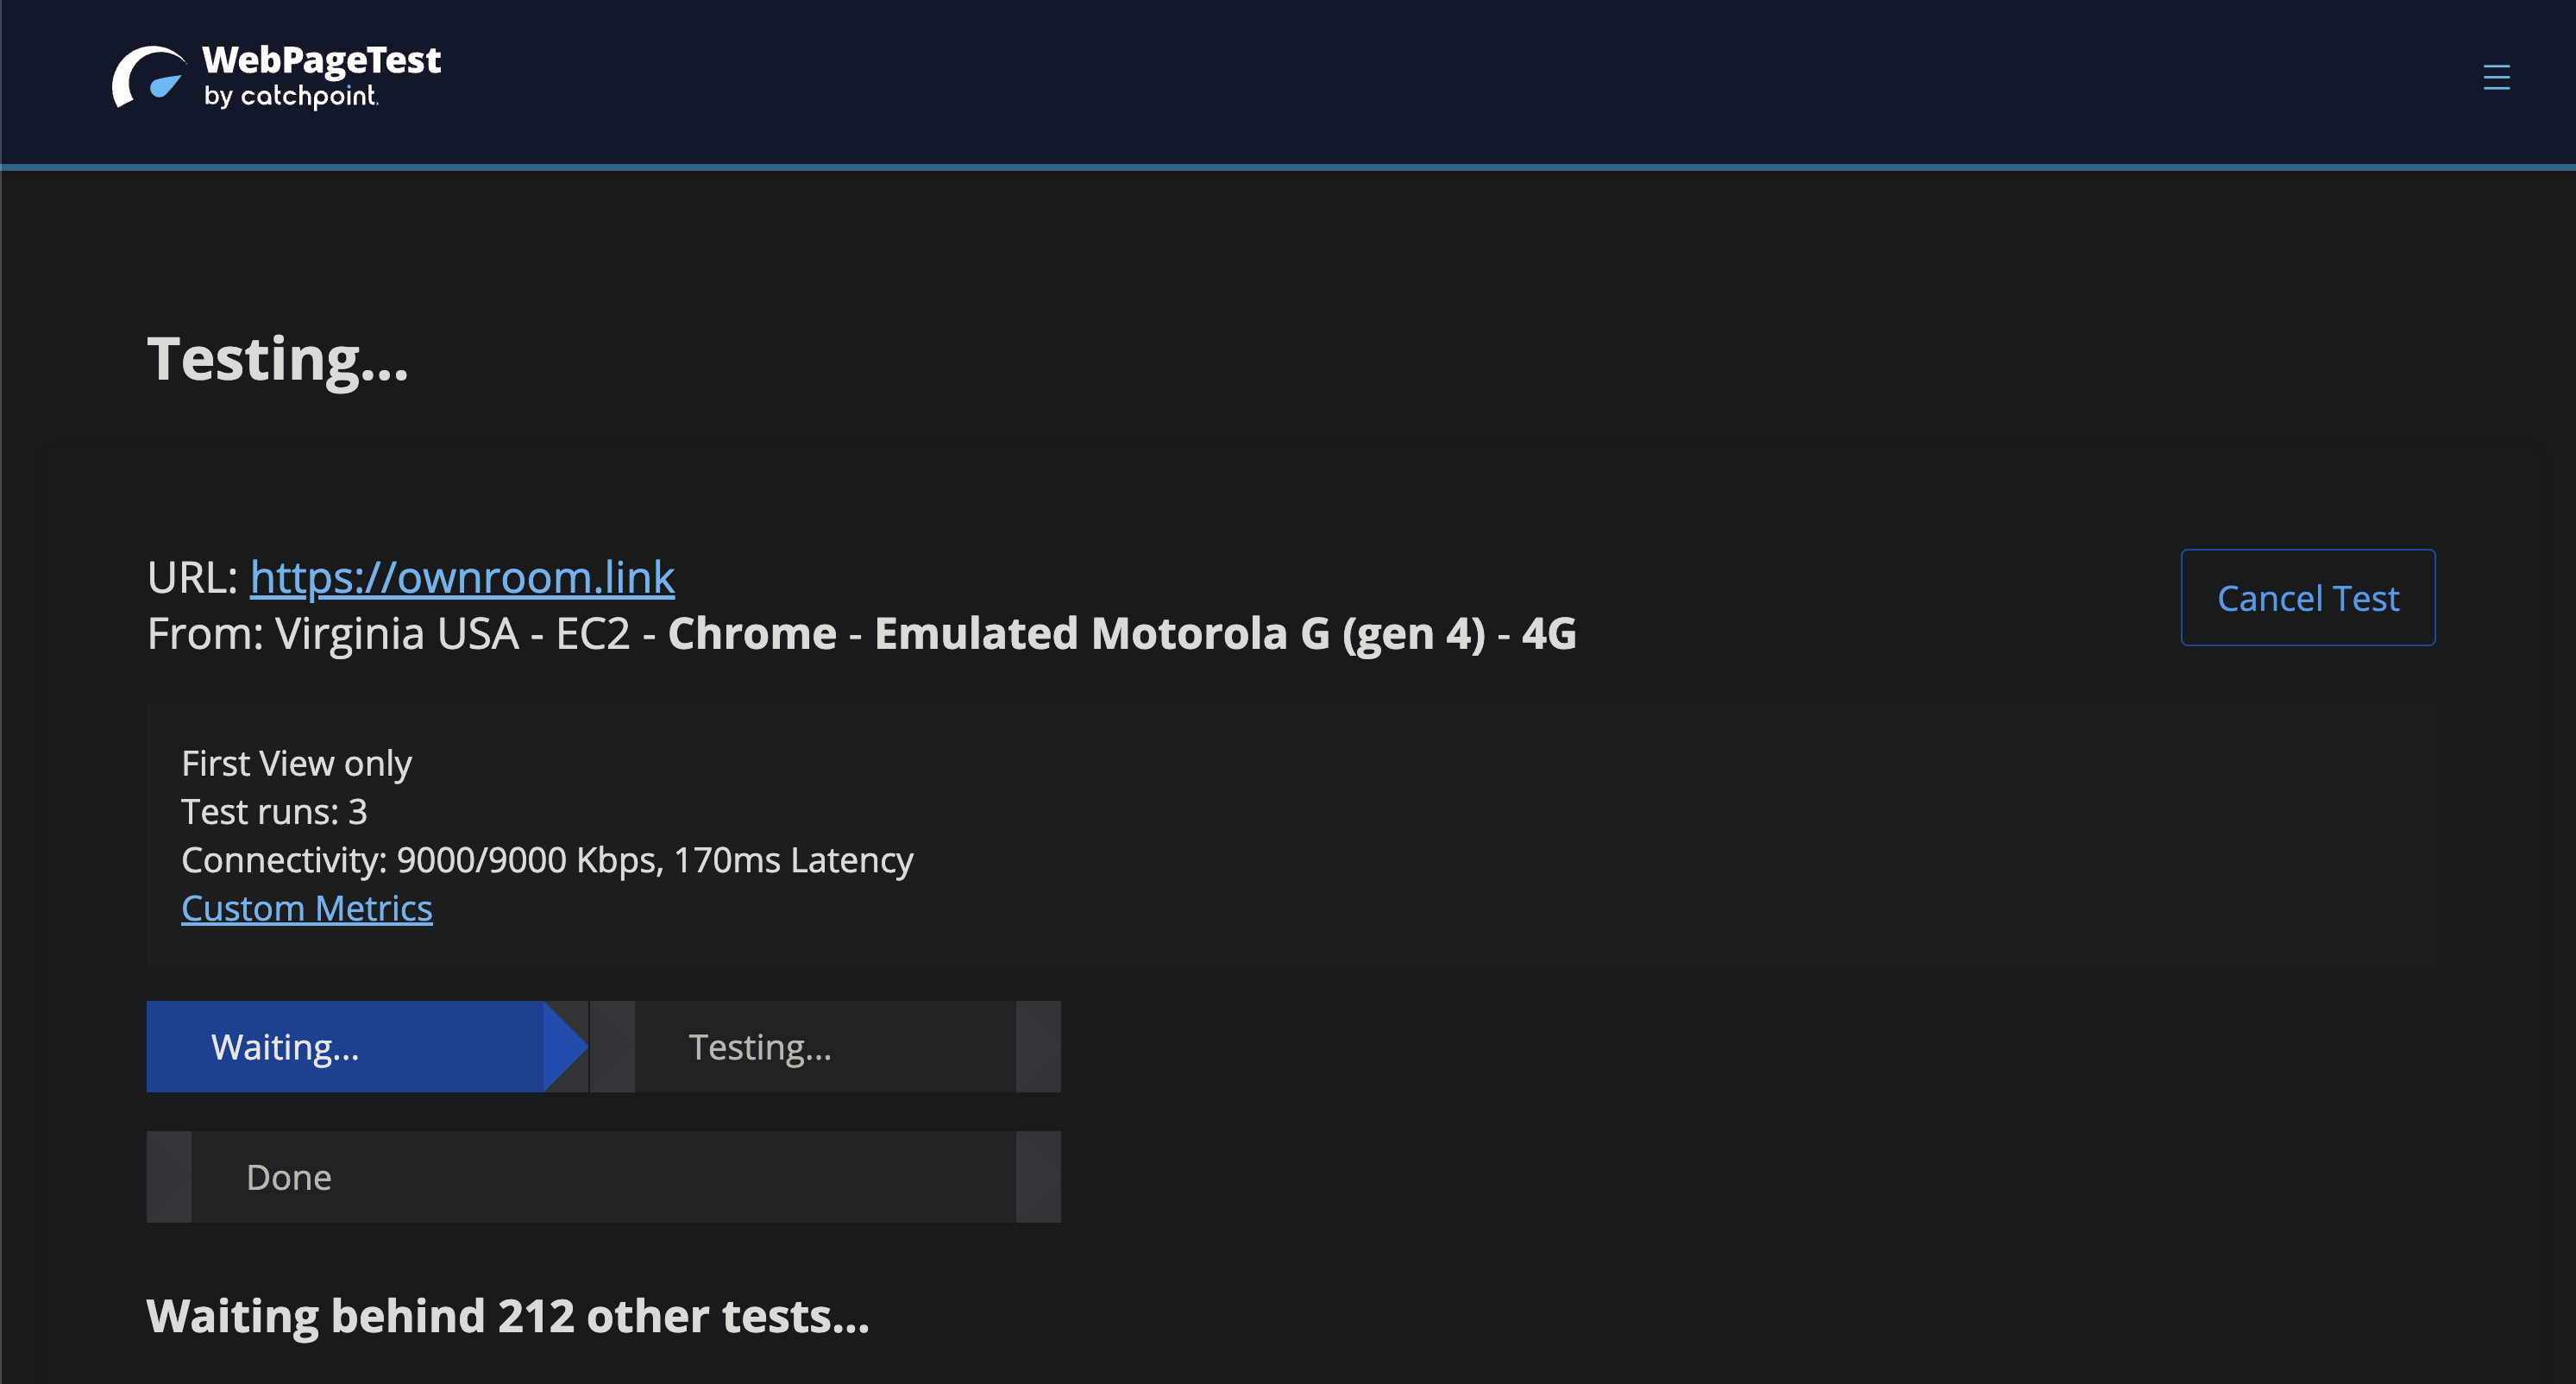 WebPageTest
by catchpoint.
Testing...
URL: https://ownroom.link
Cancel Test
From: Virginia USA - EC2 - Chrome - Emulated Motorola G (gen 4) - 4G
First View only
Test runs: 3
Connectivity: 9000/9000 Kbps, 170ms Latency
Custom Metrics
Waiting...
Testing...
Done
Waiting behind 212 other tests...